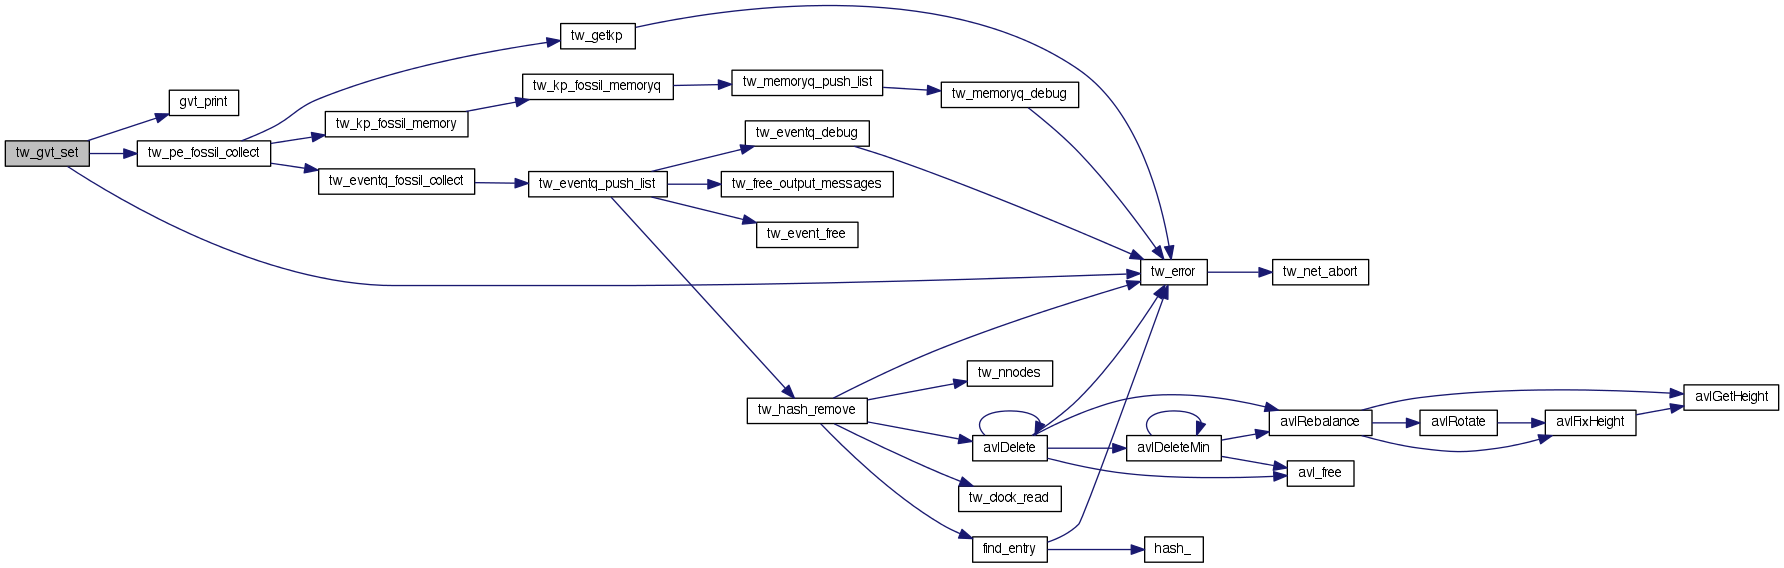 tw_getkp
tw_memoryq_push_list
tw_kp_fossil_memoryq
tw_memoryq_debug
gvt_print
tw_kp_fossil_memory
tw_eventq_debug
tw_gvt_set
tw_pe_fossil_collect
tw_eventq_fossil_collect
tw_eventq_push_list
tw_free_output_messages
tw_event_free
tw_error
tw_net_abort
tw_nnodes
avlGetHeight
tw_hash_remove
avlRebalance
avlRotate
avlFixHeight
avlDelete
avlDeleteMin
avl_free
tw_clock_read
find_entry
hash_